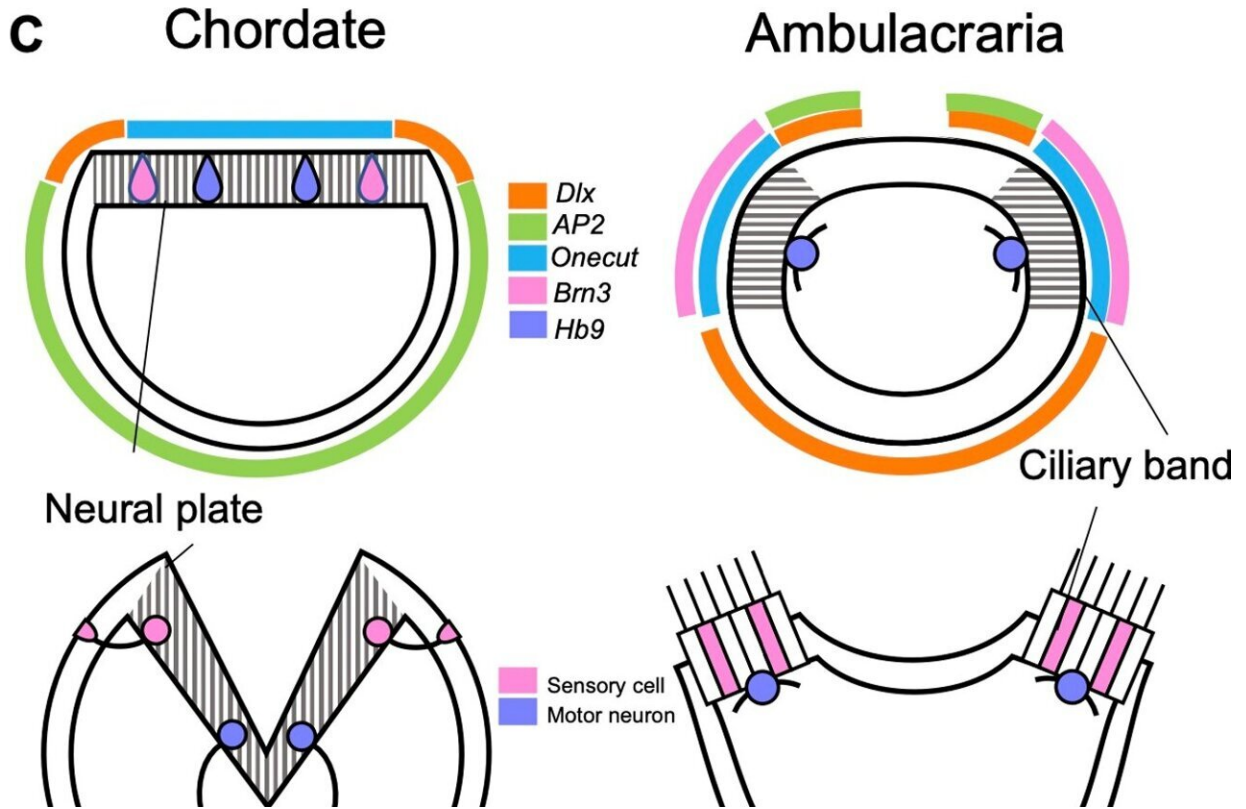 C
Chordate
Ambulacraria
Dlx
AP2
Onecut
Brn3
Hb9
Ciliary band
Neural plate
Sensory cell
Motor neuron